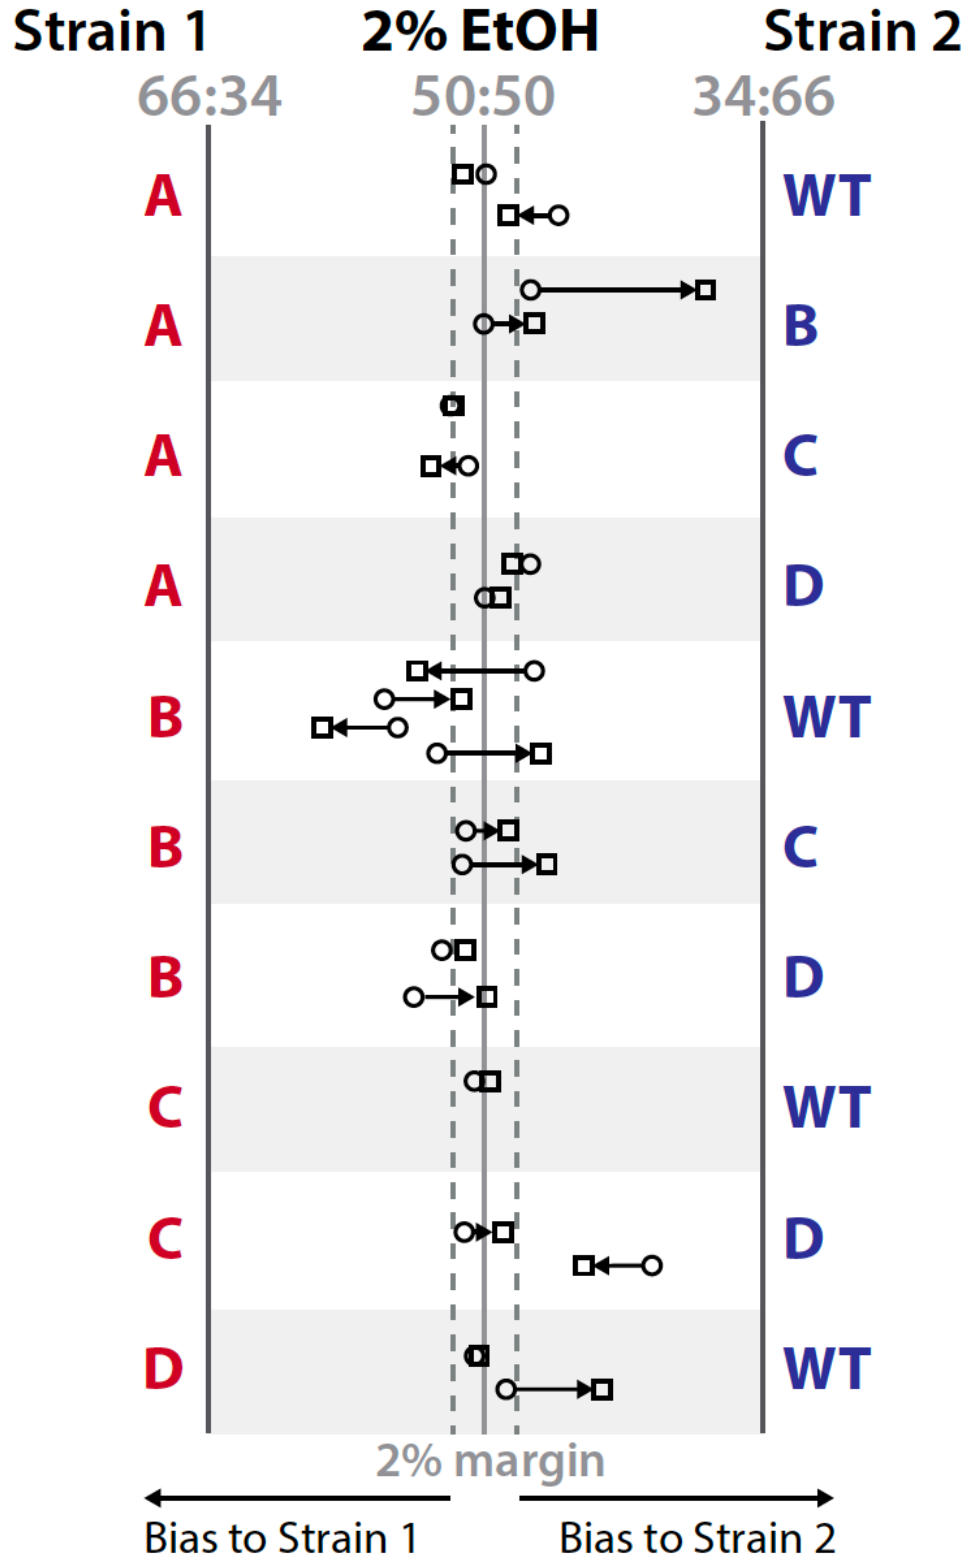 Strain 1 2% EtOH Strain 2
66:34 50:50 34:66
A WT
A B
A C
A D
B WT
B C
B D
C WT
C D
D WT
2% margin
Bias to Strain 1 Bias to Strain 2